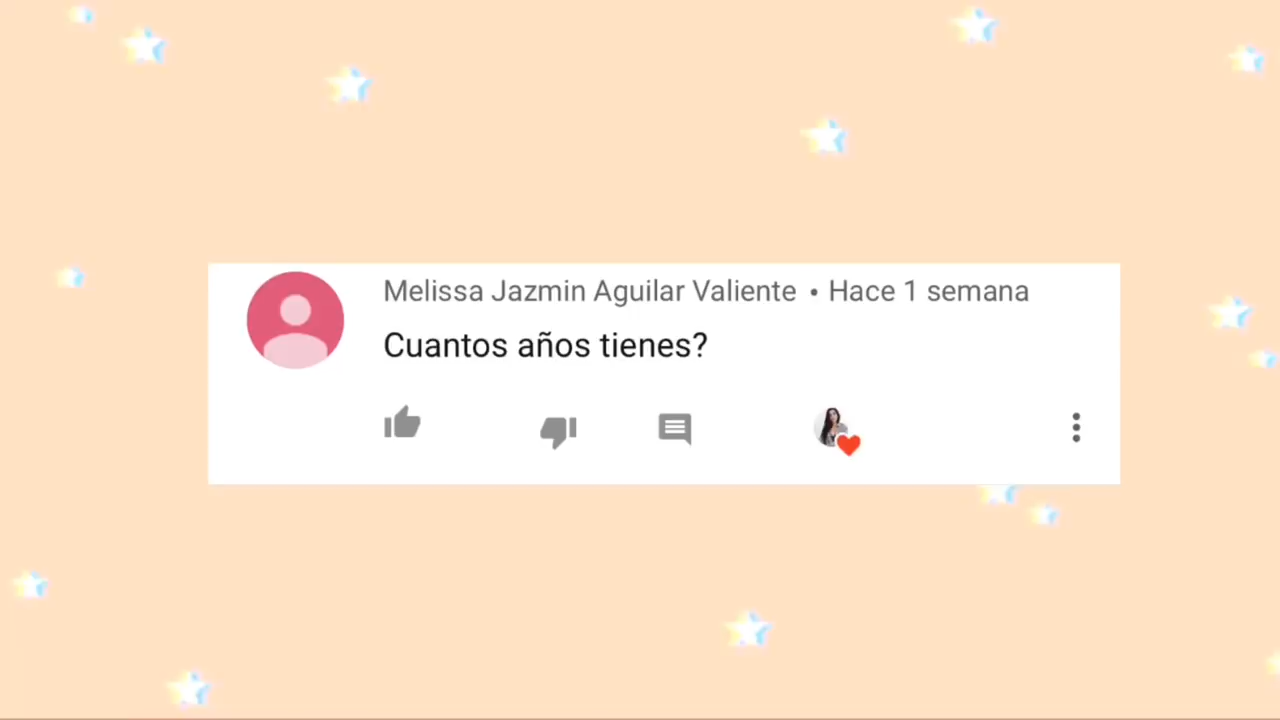 Melissa Jazmin Aguilar Valiente • Hace 1 semana
Cuantos años tienes?